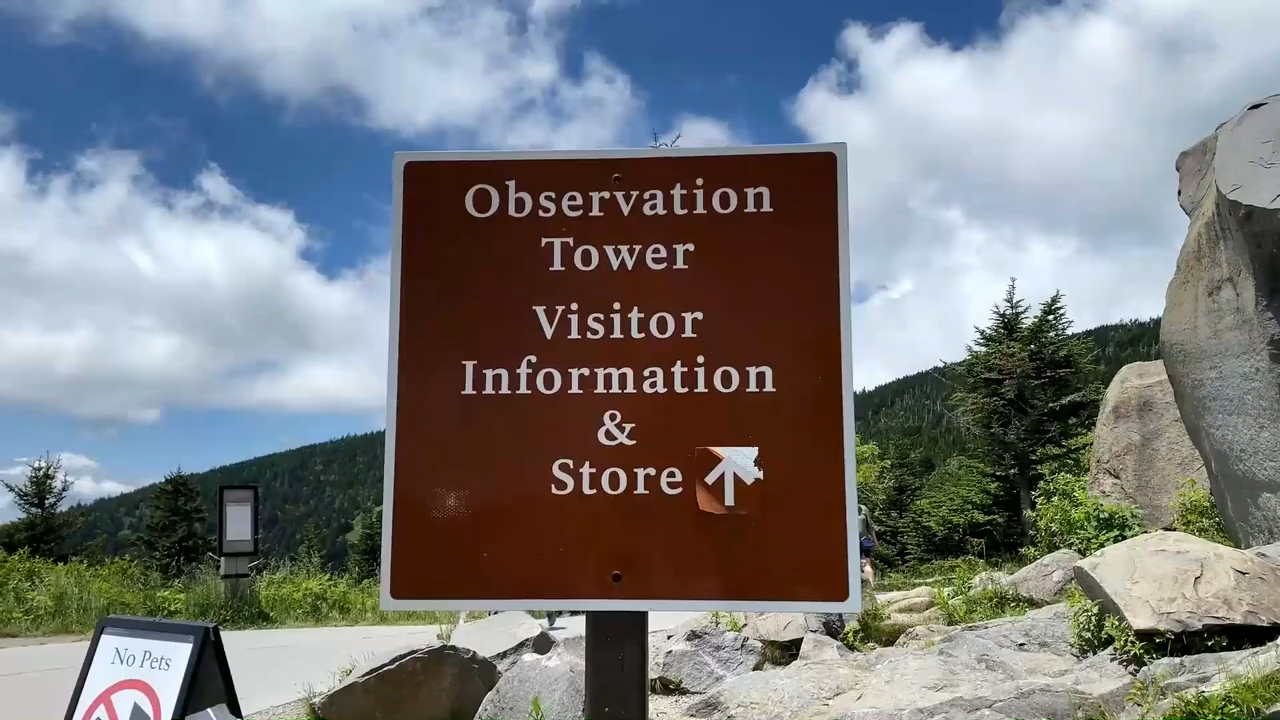 Observation
Tower
Visitor
Information
&
Store
No Pets